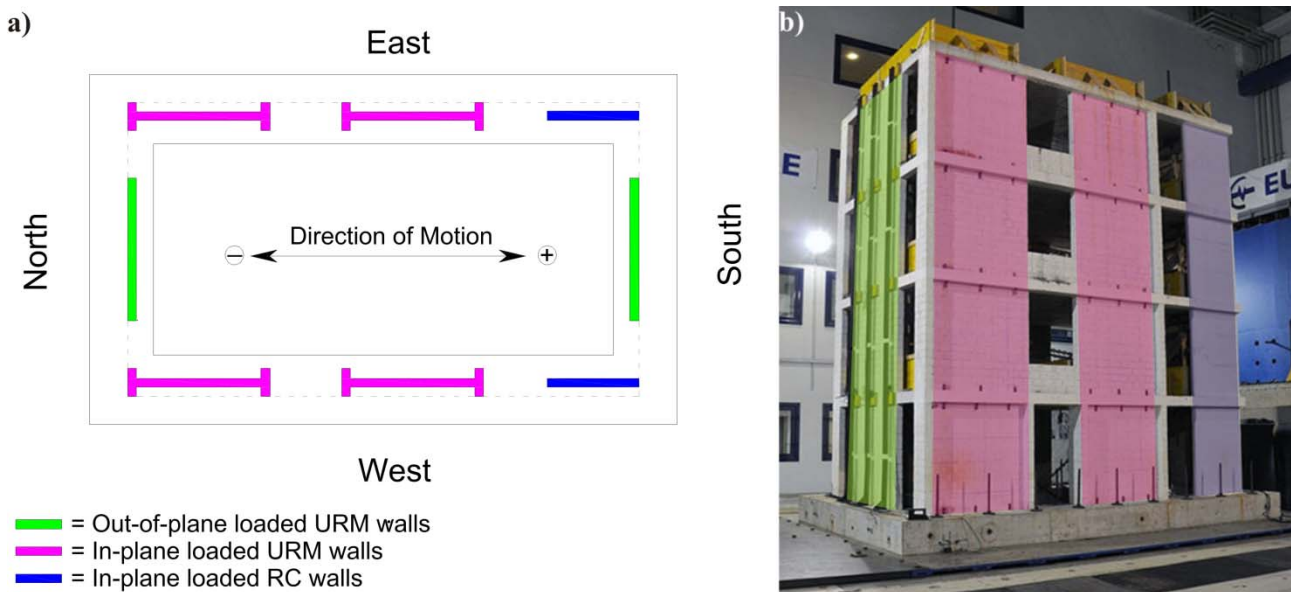 a)
East
North
− Direction of Motion +
South
West
= Out-of-plane loaded URM walls
= In-plane loaded URM walls
= In-plane loaded RC walls
b)
E
EU